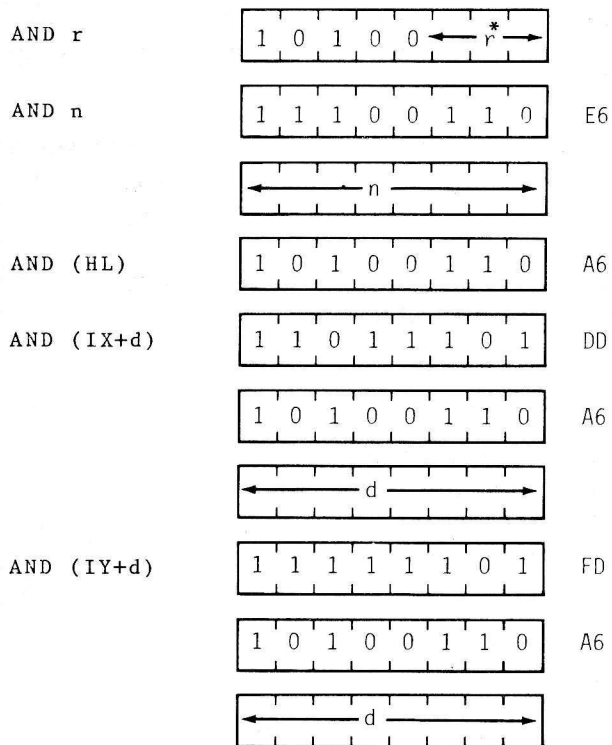 *
AND r 1 0 1 0 0 r
AND n 1 1 1 0 0 1 1 0 E6
n
AND (HL) 1 0 1 0 0 1 1 0 A6
AND (IX+d) 1 1 0 1 1 1 0 1 DD
1 0 1 0 0 1 1 0 A6
d
AND (IY+d) 1 1 1 1 1 1 0 1 FD
1 0 1 0 0 1 1 0 A6
d